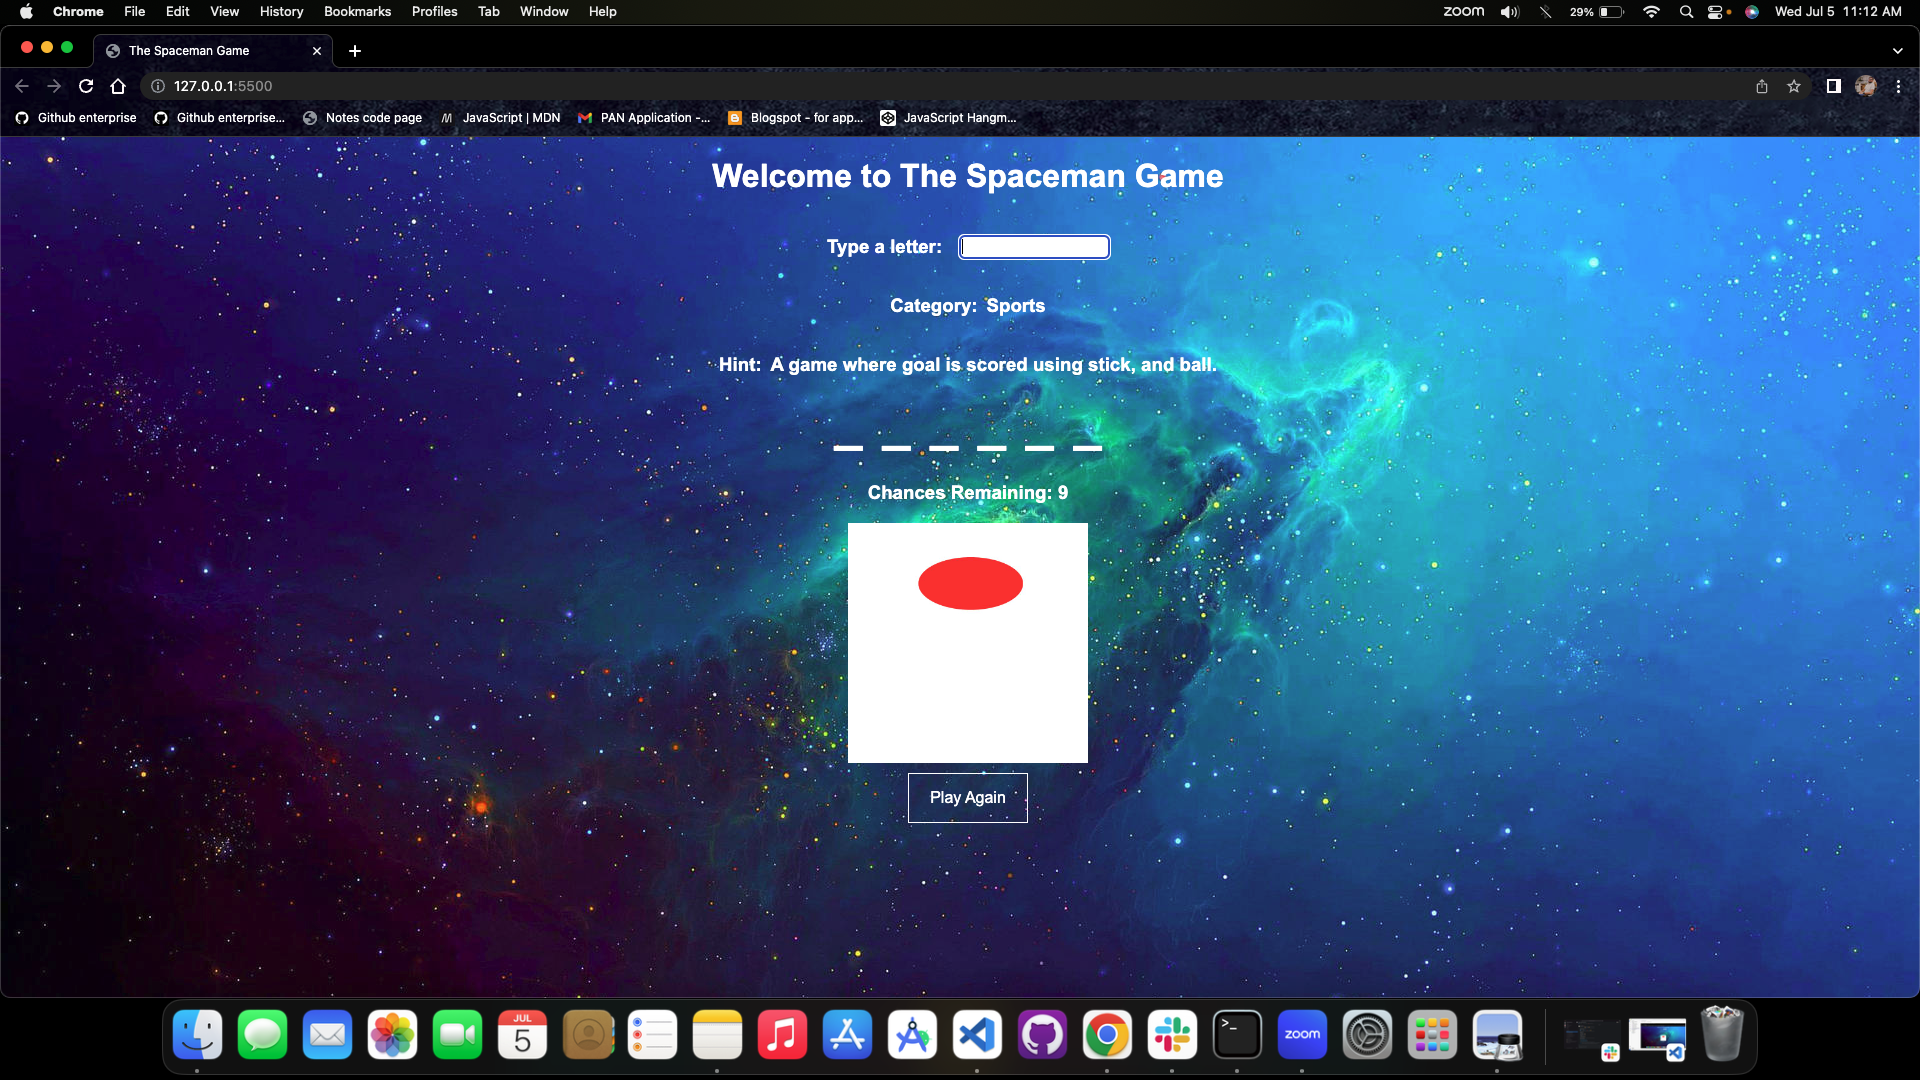 Chrome File Edit View History Bookmarks Profiles Tab Window Help zoom 29% Wed Jul 5 11:12 AM
The Spaceman Game
127.0.0.1:5500
Github enterprise Github enterprise... Notes code page JavaScript | MDN PAN Application -... Blogspot - for app... JavaScript Hangm...
Welcome to The Spaceman Game
Type a letter:
Category: Sports
Hint: A game where goal is scored using stick, and ball.
Chances Remaining: 9
Play Again
JUL
5
>_
zoom